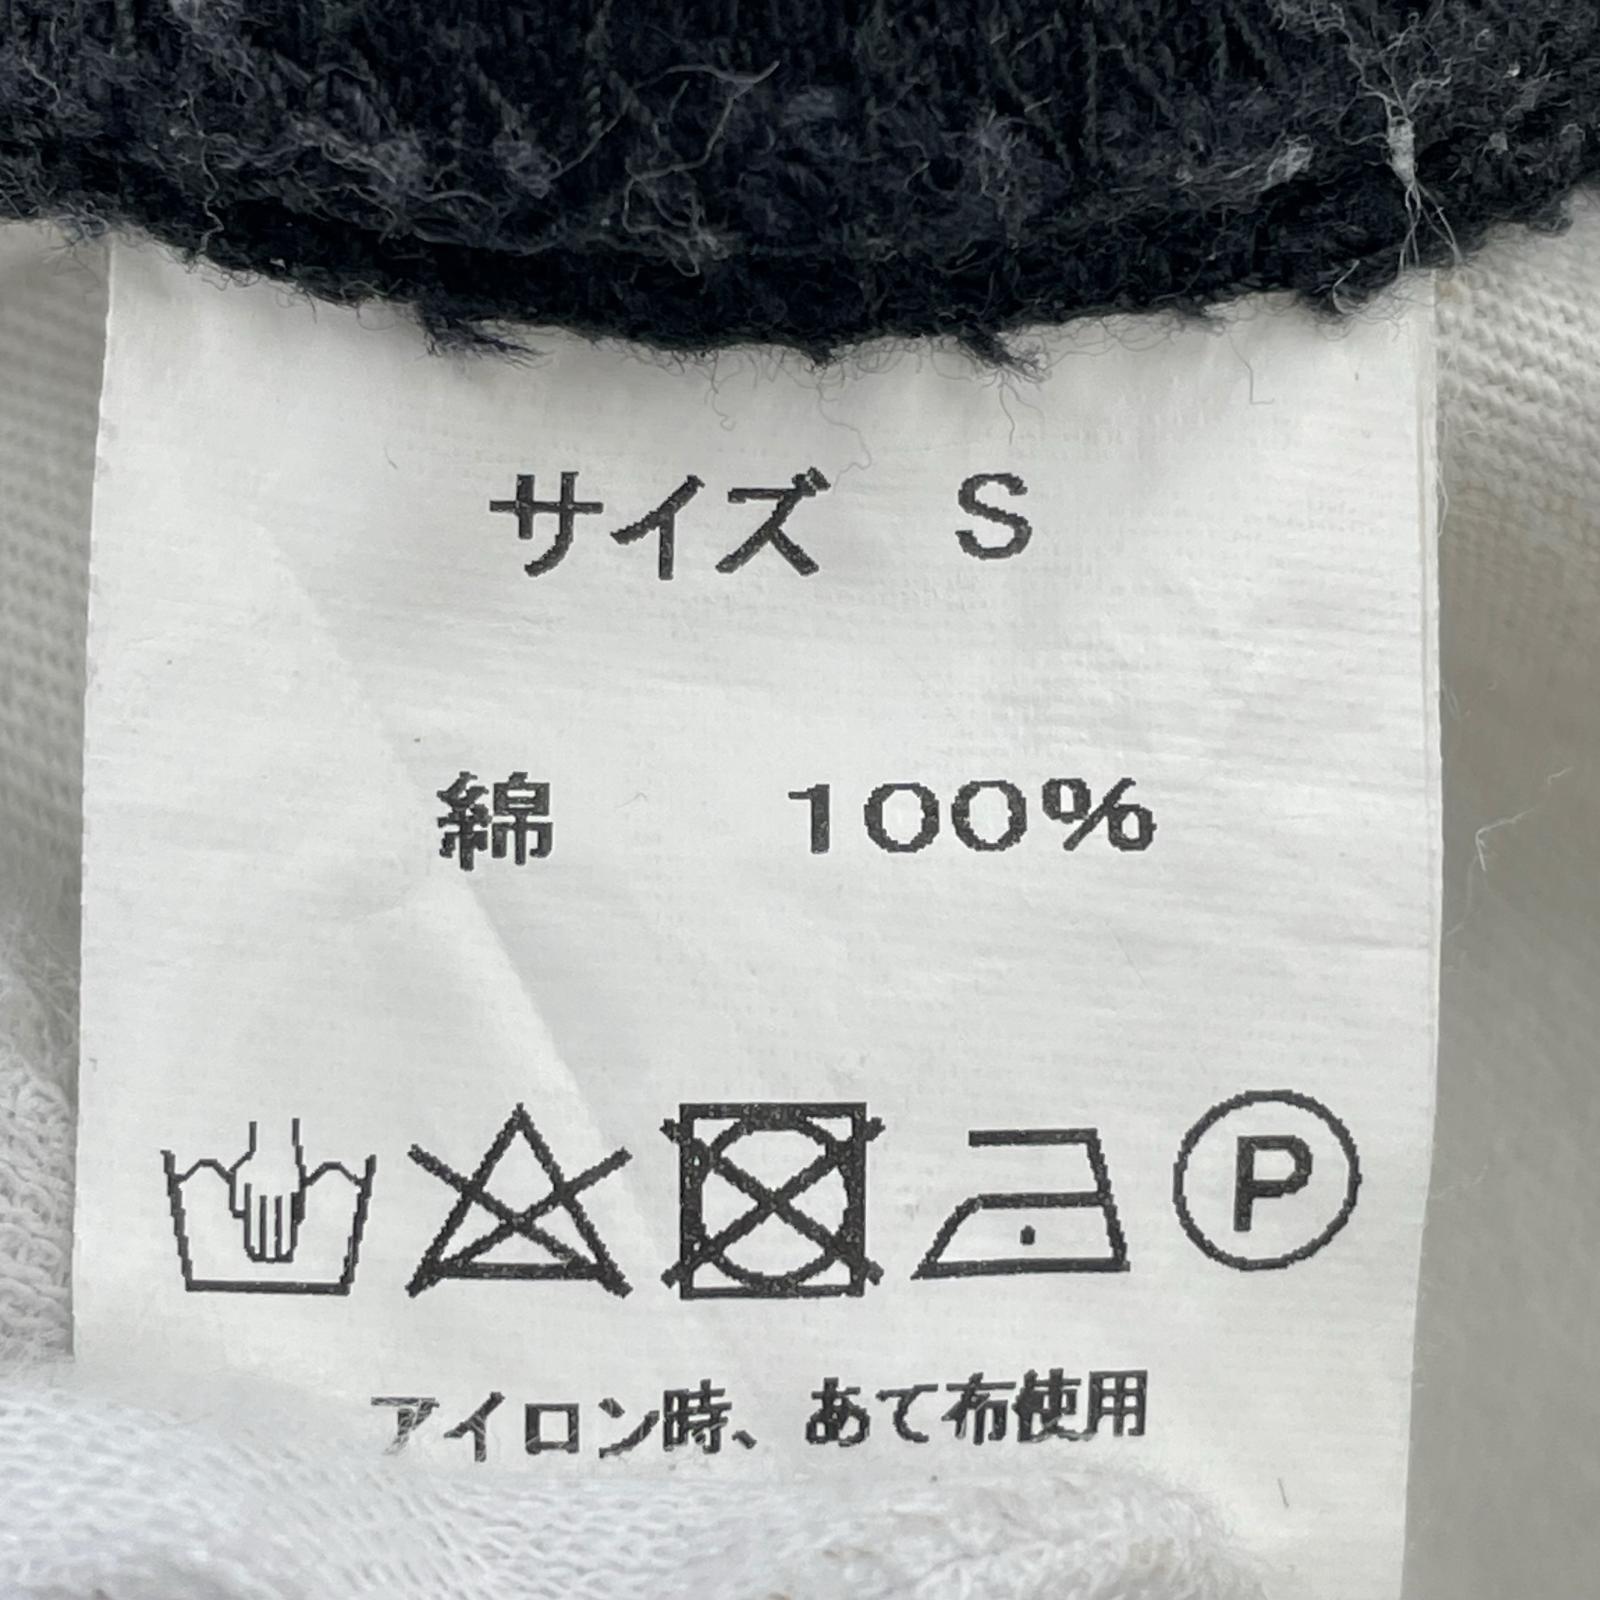 サイズ　S
綿　100%
P
アイロン時、あて布使用